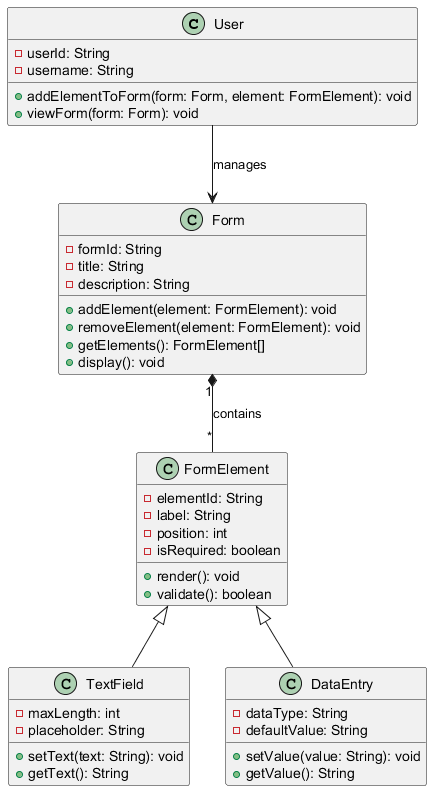 C User
userId: String
username: String
addElementToForm(form: Form, element: FormElement): void
viewForm(form: Form): void
manages
C Form
formId: String
title: String
description: String
addElement(element: FormElement): void
removeElement(element: FormElement): void
getElements(): FormElement[]
display(): void
1
contains
*
C FormElement
elementId: String
label: String
position: int
isRequired: boolean
render(): void
validate(): boolean
C TextField
maxLength: int
placeholder: String
setText(text: String): void
getText(): String
C DataEntry
dataType: String
defaultValue: String
setValue(value: String): void
getValue(): String